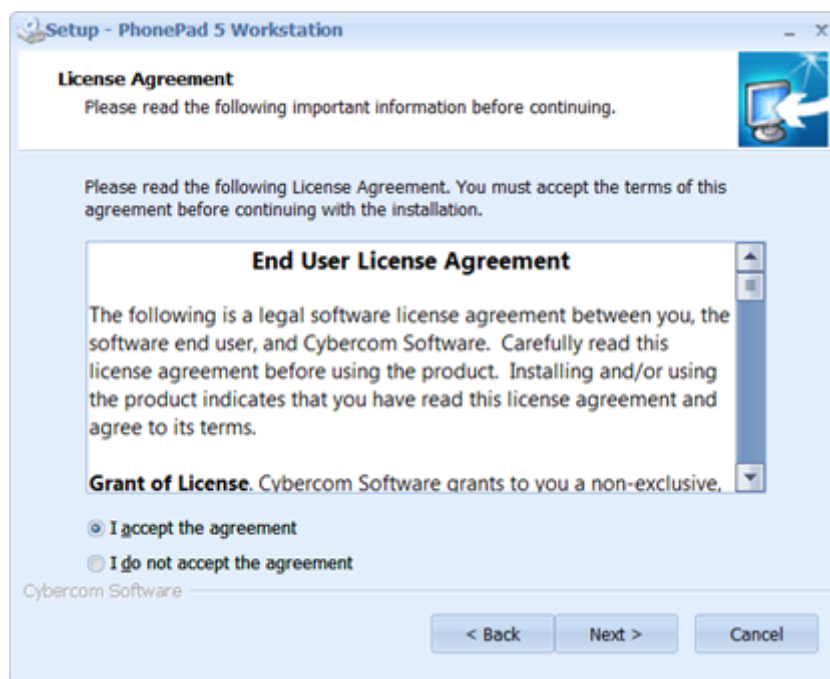 Setup - PhonePad 5 Workstation
License Agreement
Please read the following important information before continuing.
Please read the following License Agreement. You must accept the terms of this
agreement before continuing with the installation.
End User License Agreement
The following is a legal software license agreement between you, the
software end user, and Cybercom Software.  Carefully read this
license agreement before using the product.  Installing and/or using
the product indicates that you have read this license agreement and
agree to its terms.
Grant of License. Cybercom Software grants to you a non-exclusive,
I accept the agreement
I do not accept the agreement
Cybercom Software
< Back Next > Cancel